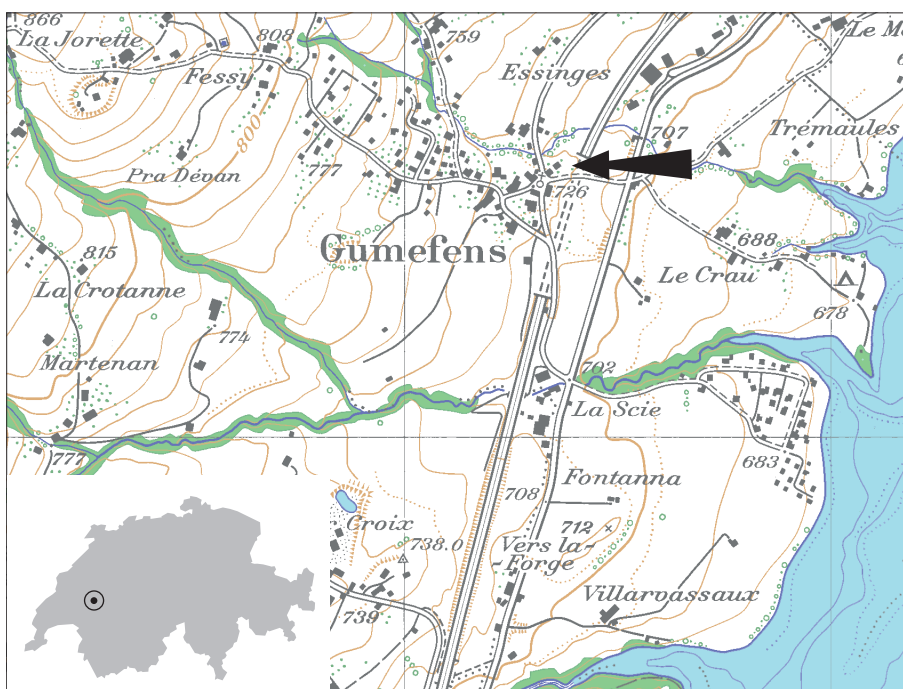 866
La Jorette
808
Fessy
759
Essinges
Le M
707
Trémaules
800
777
Pra Dévan
726
Gumefens
688
815
Le Crau
La Crotanne
678
774
Martenan
702
La Scie
777
683
708
Fontanna
Croix
712
738.0
Vers la-
-Forge
Villarvassaux
739